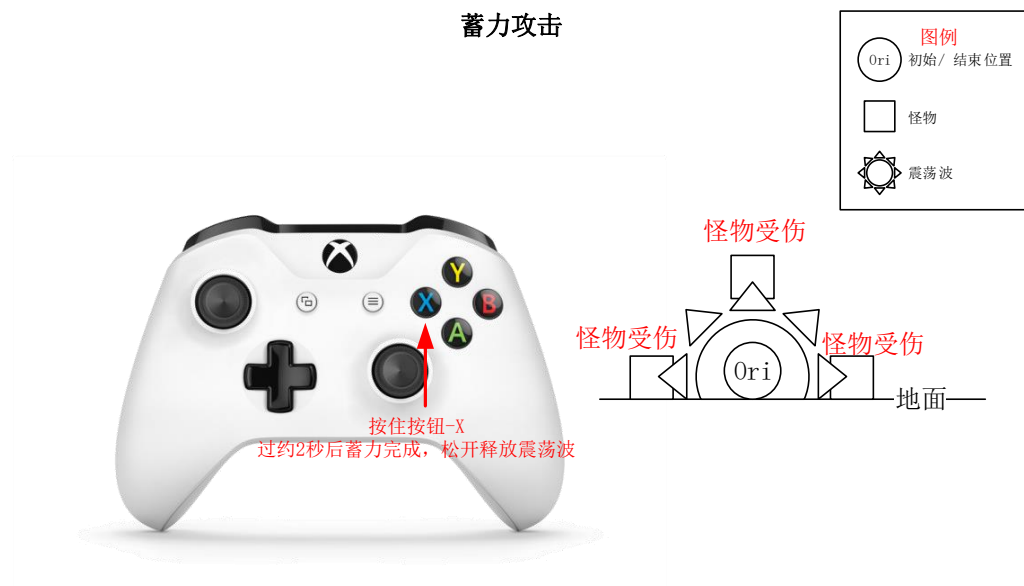 蓄力攻击
图例
Ori 初始/ 结束位置
怪物
震荡波
怪物受伤
怪物受伤
怪物受伤
Ori
地面
Y
X
B
A
按住按钮-X
过约2秒后蓄力完成，松开释放震荡波